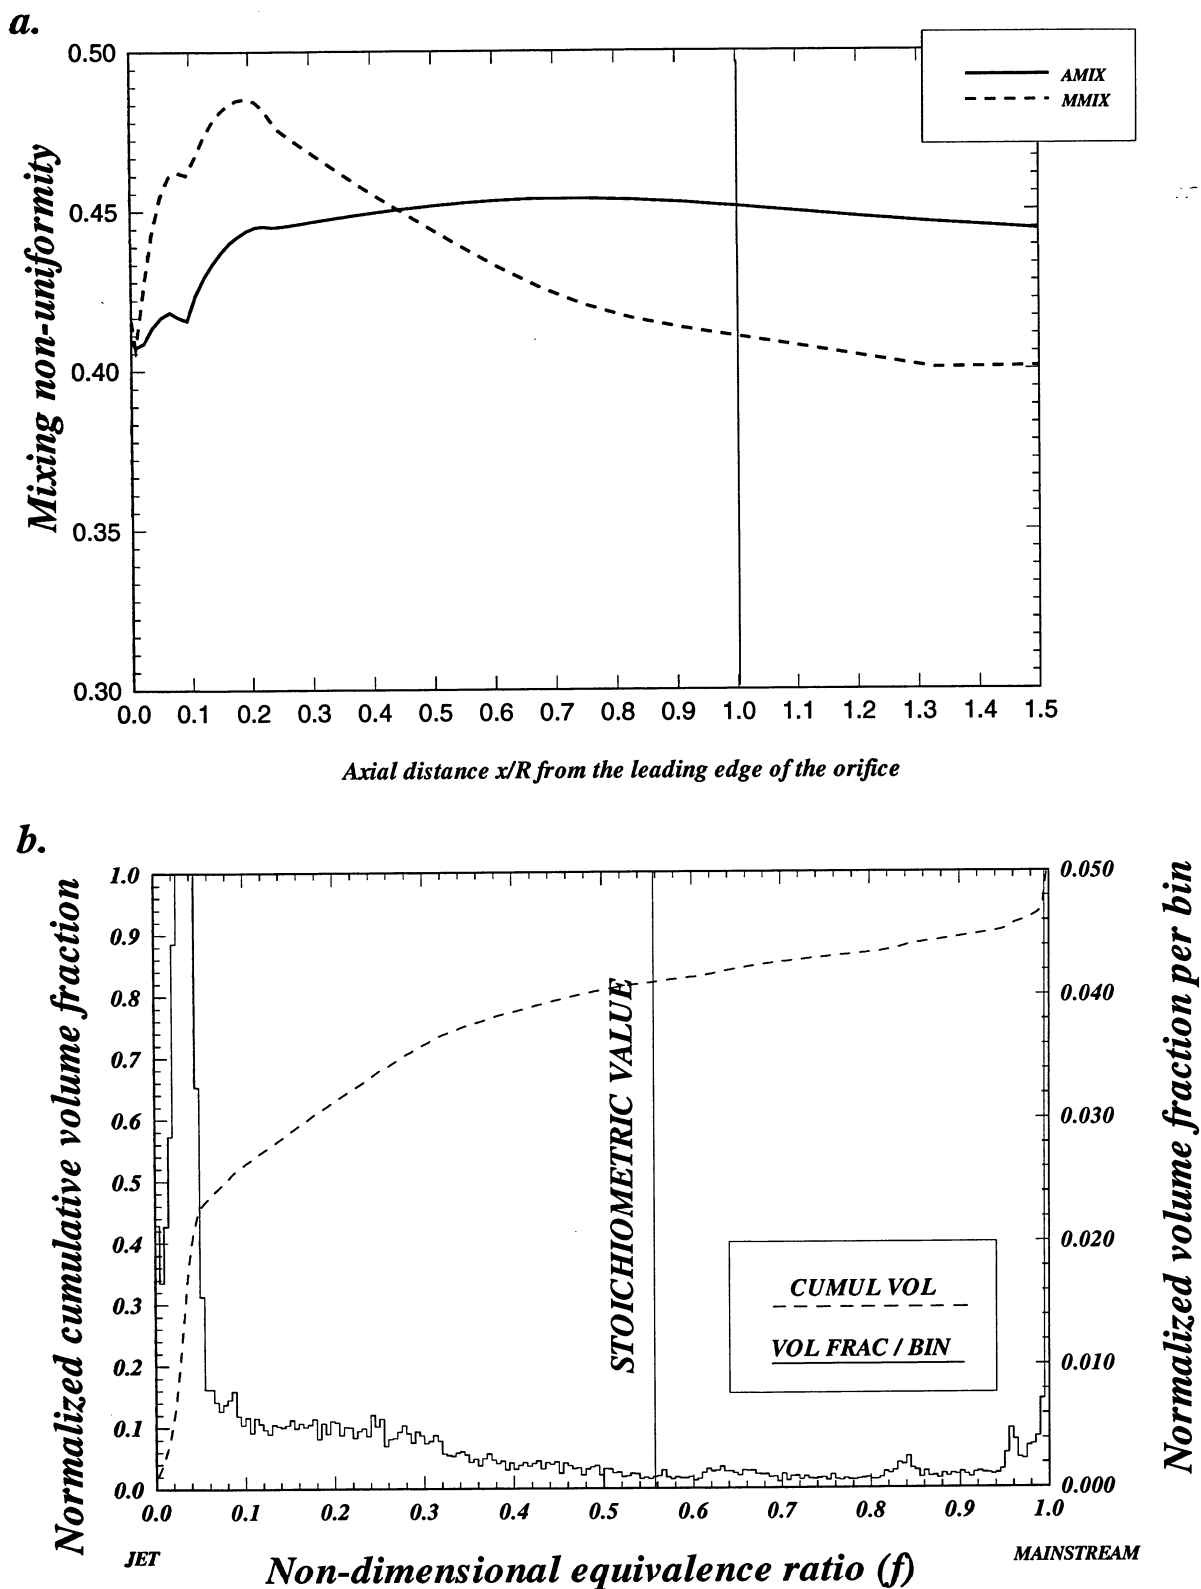 a.
0.50
0.45
0.40
0.35
0.30
Mixing non-uniformity
AMIX
MMIX
0.0 0.1 0.2 0.3 0.4 0.5 0.6 0.7 0.8 0.9 1.0 1.1 1.2 1.3 1.4 1.5
Axial distance x/R from the leading edge of the orifice
b.
Normalized cumulative volume fraction
1.0
0.9
0.8
0.7
0.6
0.5
0.4
0.3
0.2
0.1
0.0
STOICHIOMETRIC VALUE
CUMUL VOL
VOL FRAC / BIN
0.050
0.040
0.030
0.020
0.010
0.000
Normalized volume fraction per bin
0.0 0.1 0.2 0.3 0.4 0.5 0.6 0.7 0.8 0.9 1.0
JET
MAINSTREAM
Non-dimensional equivalence ratio (f)